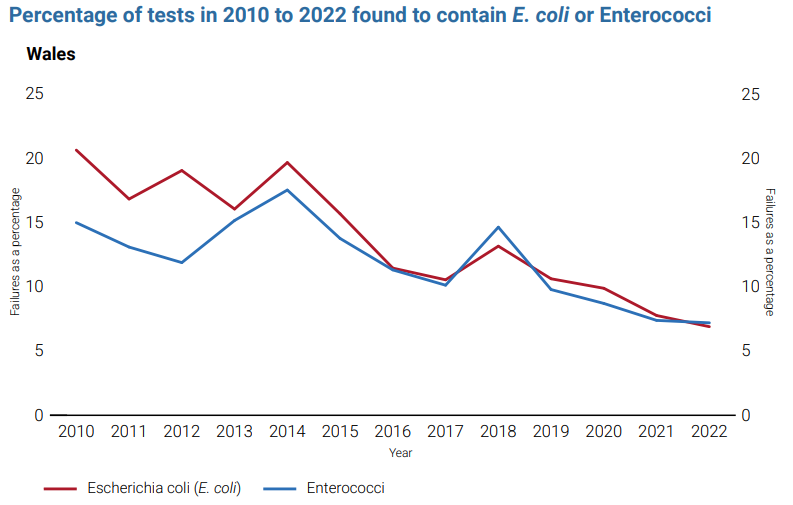 Percentage of tests in 2010 to 2022 found to contain E. coli or Enterococci
Wales
25 25
20 20
15 15
10 10
5 5
0 0
Failures as a percentage
Failures as a percentage
2010 2011 2012 2013 2014 2015 2016 2017 2018 2019 2020 2021 2022
Year
Escherichia coli (E. coli) Enterococci